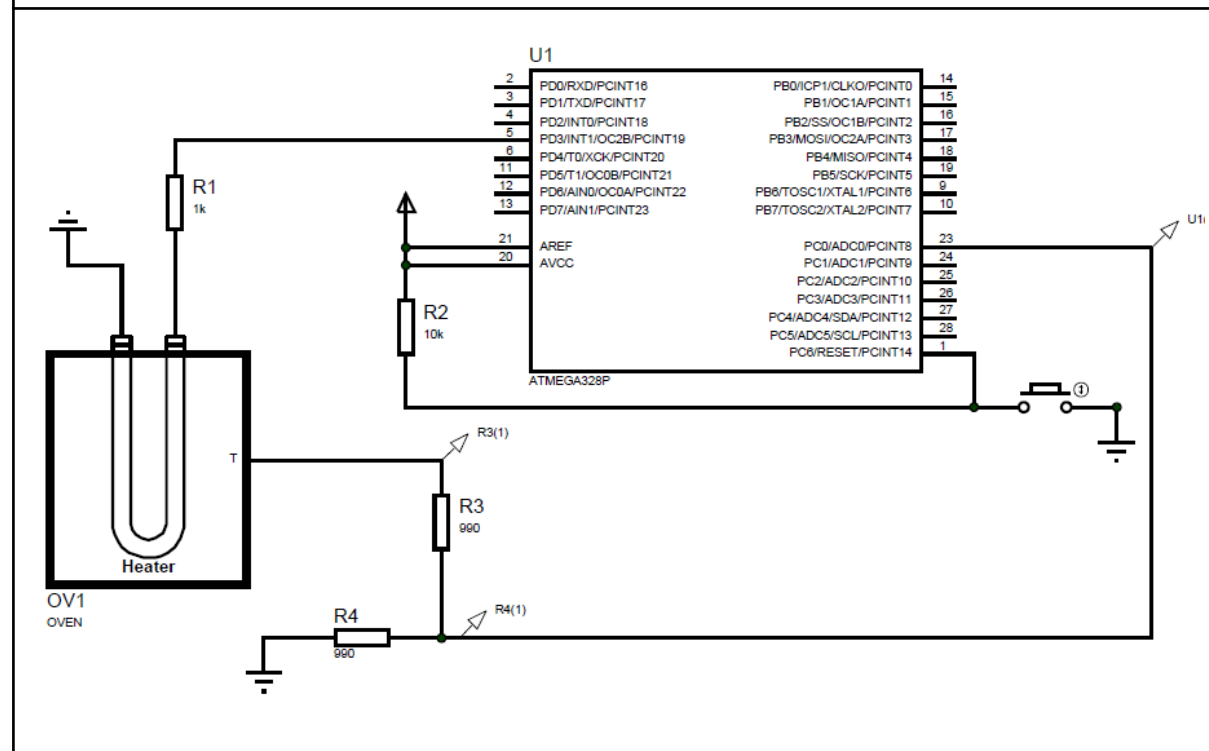 U1
2 PD0/RXD/PCINT16 PB0/ICP1/CLKO/PCINT0 14
3 PD1/TXD/PCINT17 PB1/OC1A/PCINT1 15
4 PD2/INT0/PCINT18 PB2/SS/OC1B/PCINT2 16
5 PD3/INT1/OC2B/PCINT19 PB3/MOSI/OC2A/PCINT3 17
6 PD4/T0/XCK/PCINT20 PB4/MISO/PCINT4 18
11 PD5/T1/OC0B/PCINT21 PB5/SCK/PCINT5 19
12 PD6/AIN0/OC0A/PCINT22 PB6/TOSC1/XTAL1/PCINT6 9
13 PD7/AIN1/PCINT23 PB7/TOSC2/XTAL2/PCINT7 10
21 AREF PC0/ADC0/PCINT8 23
20 AVCC PC1/ADC1/PCINT9 24
PC2/ADC2/PCINT10 25
PC3/ADC3/PCINT11 26
PC4/ADC4/SDA/PCINT12 27
PC5/ADC5/SCL/PCINT13 28
PC6/RESET/PCINT14 1
ATMEGA328P
R1
1k
U1(
R2
10k
R3(1)
T
R3
990
Heater
OV1
OVEN
R4
990
R4(1)